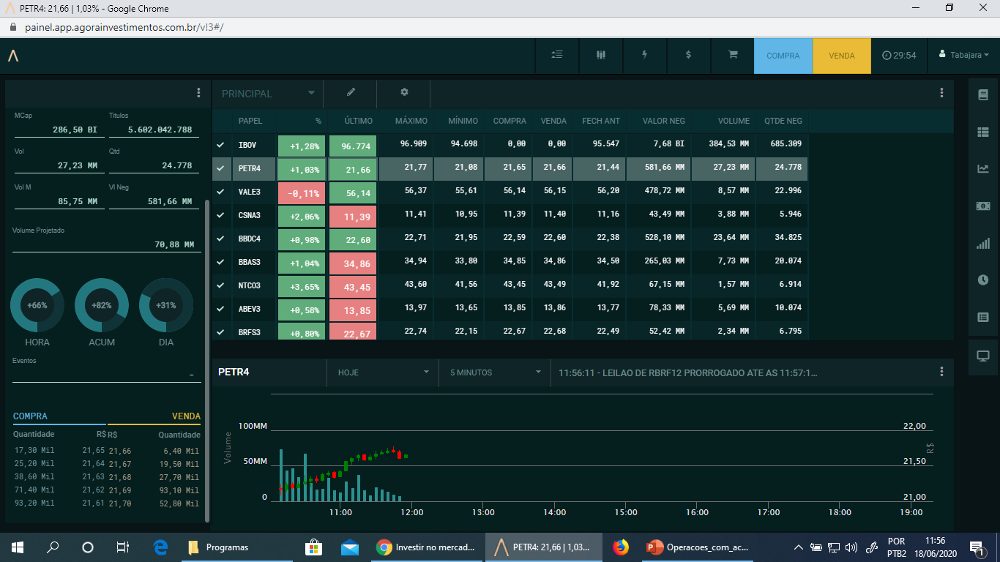 PETR4: 21,66 | 1,03% - Google Chrome
painel.app.agorainvestimentos.com.br/v!3#/
COMPRA VENDA 29:54 Tabajara
MCap Titulos
286,50 BI 5.602.042.788
Vol Qtd
27,23 MM 24.778
Vol M Vl Neg
85,75 MM 581,66 MM
Volume Projetado
70,88 MM
+66% +82% +31%
HORA ACUM DIA
Eventos
–
COMPRA VENDA
Quantidade R$ R$ Quantidade
17,30 Mil 21,65 21,66 6,40 Mil
25,20 Mil 21,64 21,67 19,50 Mil
38,60 Mil 21,63 21,68 27,70 Mil
71,40 Mil 21,62 21,69 93,10 Mil
93,20 Mil 21,61 21,70 52,80 Mil
PRINCIPAL
PAPEL % ÚLTIMO MÁXIMO MÍNIMO COMPRA VENDA FECH ANT VALOR NEG VOLUME QTDE NEG
IBOV +1,28% 96.774 96.909 94.698 0,00 0,00 95.547 7,68 BI 384,53 MM 685.309
PETR4 +1,03% 21,66 21,77 21,08 21,65 21,66 21,44 581,66 MM 27,23 MM 24.778
VALE3 -0,11% 56,14 56,37 55,61 56,14 56,15 56,20 478,72 MM 8,57 MM 22.996
CSNA3 +2,06% 11,39 11,41 10,95 11,39 11,40 11,16 43,49 MM 3,88 MM 5.946
BBDC4 +0,98% 22,60 22,71 21,95 22,59 22,60 22,38 528,10 MM 23,64 MM 34.825
BBAS3 +1,04% 34,86 34,94 33,80 34,85 34,86 34,50 265,03 MM 7,73 MM 20.074
NTCO3 +3,65% 43,45 43,60 41,56 43,45 43,49 41,92 67,15 MM 1,57 MM 6.914
ABEV3 +0,58% 13,85 13,97 13,65 13,85 13,86 13,77 78,33 MM 5,69 MM 10.074
BRFS3 +0,80% 22,67 22,74 22,15 22,67 22,68 22,49 52,42 MM 2,34 MM 6.795
PETR4 HOJE 5 MINUTOS 11:56:11 - LEILAO DE RBRF12 PRORROGADO ATE AS 11:57:1...
100MM 22,00
Volume R$
50MM 21,50
0 21,00
11:00 12:00 13:00 14:00 15:00 16:00 17:00 18:00 19:00
Programas Investir no mercad... PETR4: 21,66 | 1,03... Operacoes_com_ac... POR 11:56
PTB2 18/06/2020 1